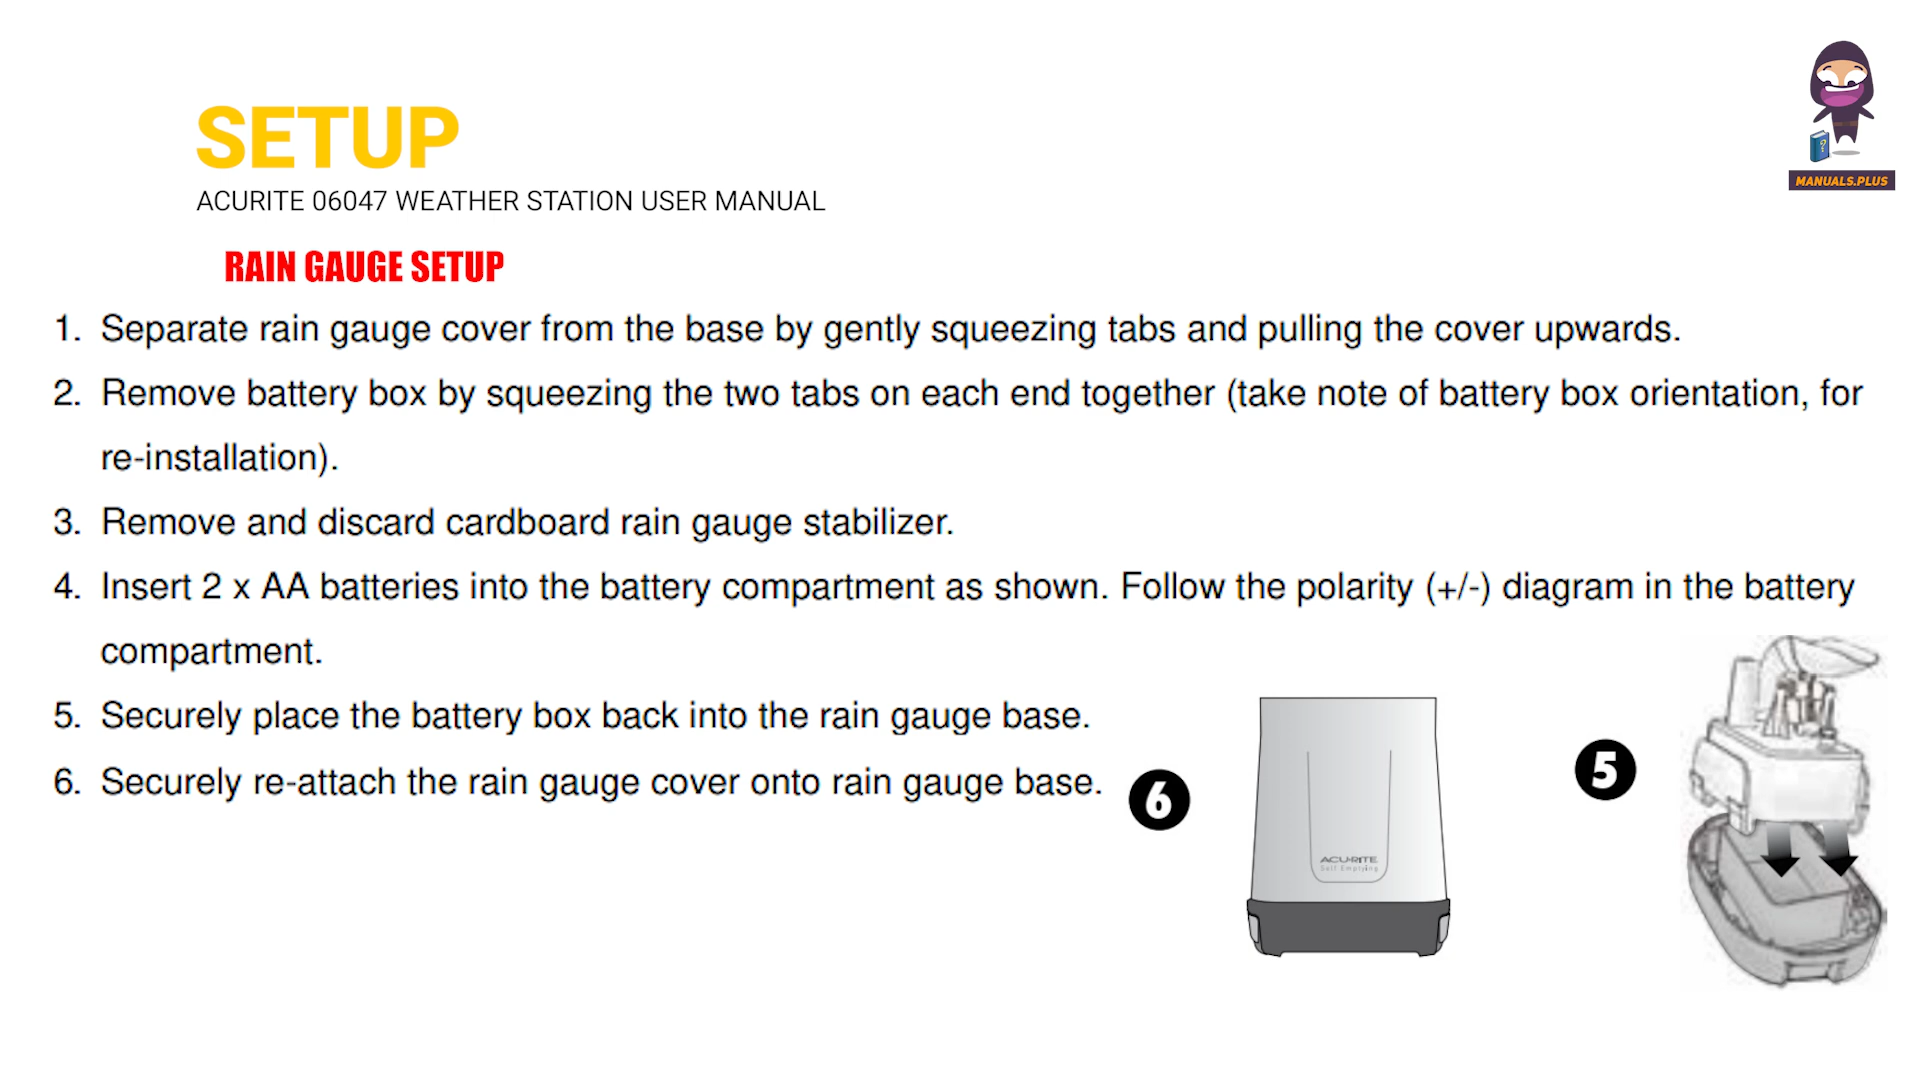 MANUALS.PLUS
SETUP
ACURITE 06047 WEATHER STATION USER MANUAL
RAIN GAUGE SETUP
1. Separate rain gauge cover from the base by gently squeezing tabs and pulling the cover upwards.
2. Remove battery box by squeezing the two tabs on each end together (take note of battery box orientation, for
re-installation).
3. Remove and discard cardboard rain gauge stabilizer.
4. Insert 2 x AA batteries into the battery compartment as shown. Follow the polarity (+/-) diagram in the battery
compartment.
5. Securely place the battery box back into the rain gauge base.
6. Securely re-attach the rain gauge cover onto rain gauge base.
6
ACURITE
Self Emptying
5
?